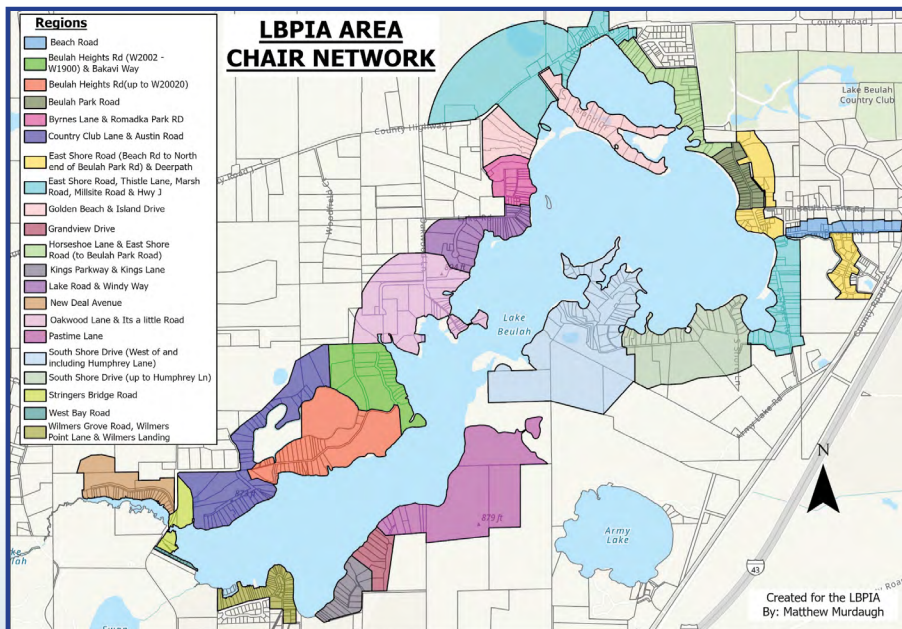 LBPIA AREA
CHAIR NETWORK
Regions
Beach Road
Beulah Heights Rd (W2002 -
W1900) & Bakavi Way
Beulah Heights Rd(up to W20020)
Beulah Park Road
Byrnes Lane & Romadka Park RD
Country Club Lane & Austin Road
East Shore Road (Beach Rd to North
end of Beulah Park Rd) & Deerpath
East Shore Road, Thistle Lane, Marsh
Road, Millsite Road & Hwy J
Golden Beach & Island Drive
Grandview Drive
Horseshoe Lane & East Shore
Road (to Beulah Park Road)
Kings Parkway & Kings Lane
Lake Road & Windy Way
New Deal Avenue
Oakwood Lane & Its a little Road
Pastime Lane
South Shore Drive (West of and
including Humphrey Lane)
South Shore Drive (up to Humphrey Ln)
Stringers Bridge Road
West Bay Road
Wilmers Grove Road, Wilmers
Point Lane & Wilmers Landing
County Road J
Lake Beulah
Country Club
County Highway J
Lake
Beulah
Army Lake Rd
879 ft
Army
Lake
N
43
Created for the LBPIA
By: Matthew Murdaugh